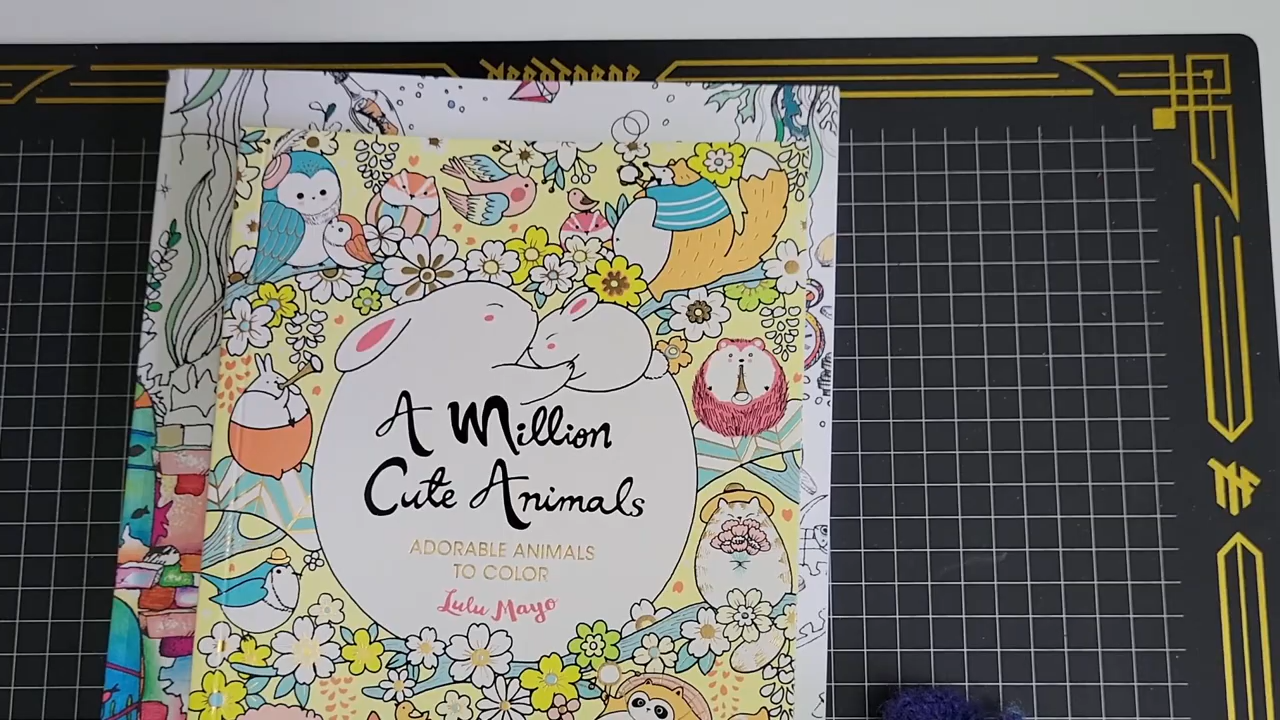 A Million
Cute Animals
ADORABLE ANIMALS
TO COLOR
Lulu Mayo